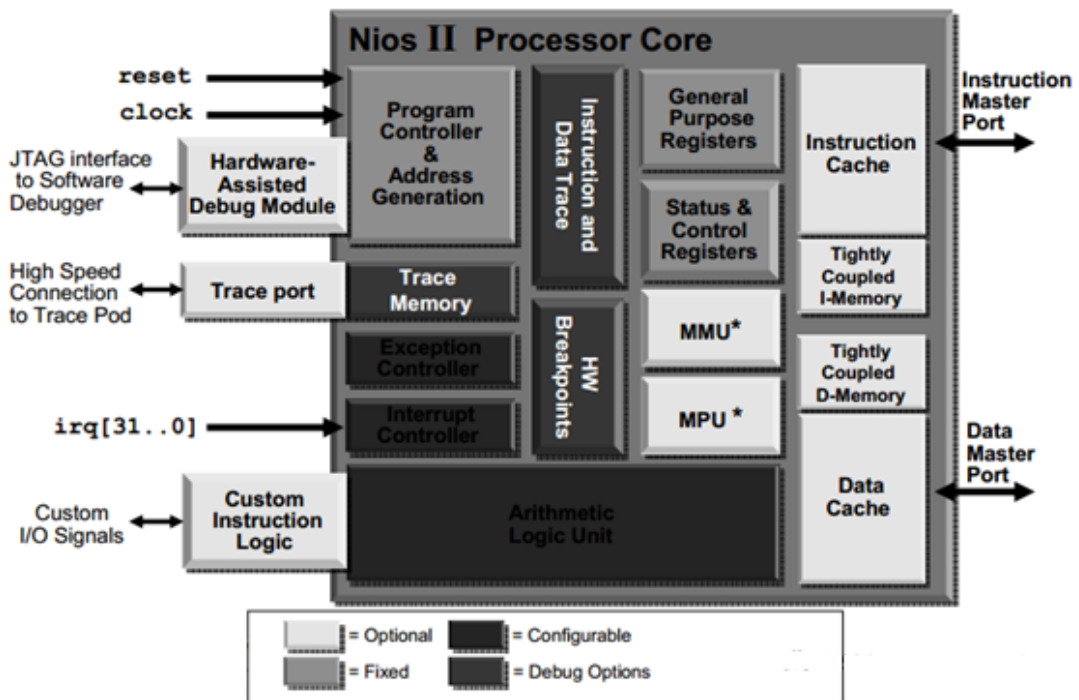 Nios II Processor Core
reset
clock
JTAG interface
to Software
Debugger
Hardware-
Assisted
Debug Module
Program
Controller
&
Address
Generation
Instruction and
Data Trace
General
Purpose
Registers
Instruction
Cache
Instruction
Master
Port
Status &
Control
Registers
Tightly
Coupled
I-Memory
High Speed
Connection
to Trace Pod
Trace port
Trace
Memory
HW
Breakpoints
MMU*
Exception
Controller
Tightly
Coupled
D-Memory
irq[31..0]
Interrupt
Controller
MPU *
Data
Master
Port
Data
Cache
Custom
I/O Signals
Custom
Instruction
Logic
Arithmetic
Logic Unit
= Optional
= Configurable
= Fixed
= Debug Options